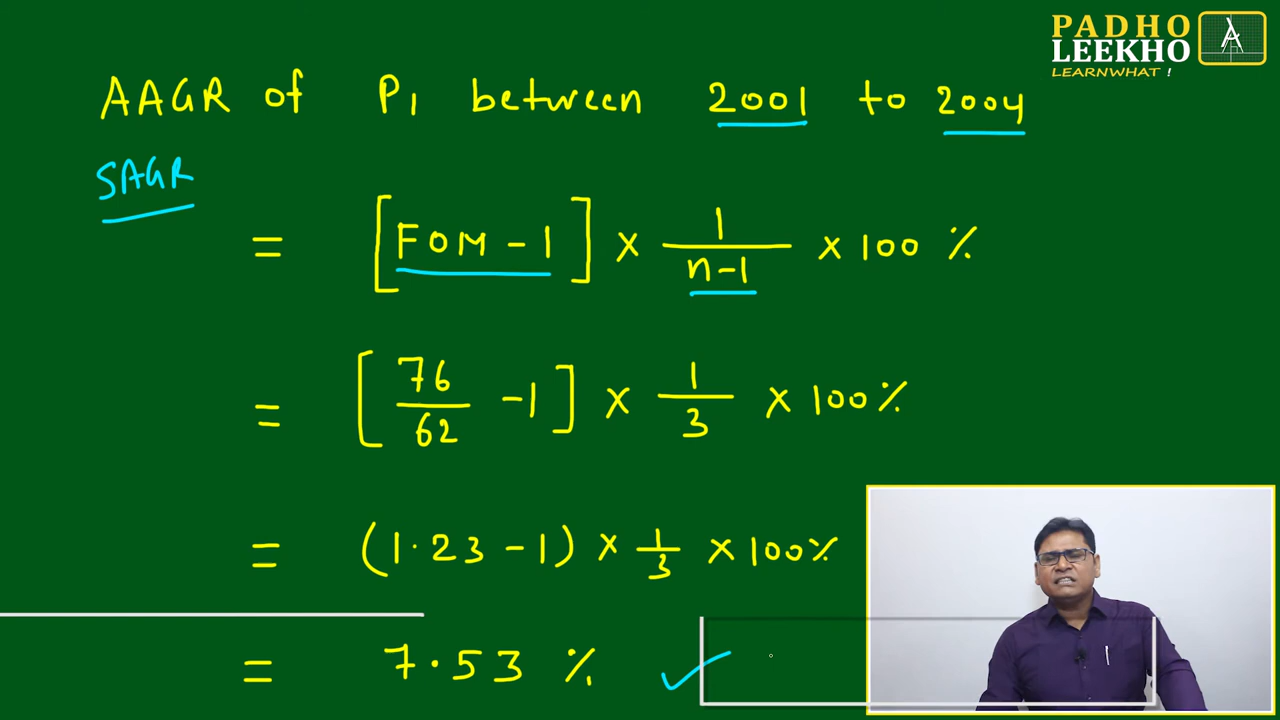 PADHO
LEEKHO
LEARNWHAT !
AAGR of P1 between 2001 to 2004
SAGR
= [FOM - 1] × 1/(n-1) × 100 %
= [76/62 - 1] × 1/3 × 100 %
= (1.23 - 1) × 1/3 × 100%
= 7.53 % ✓